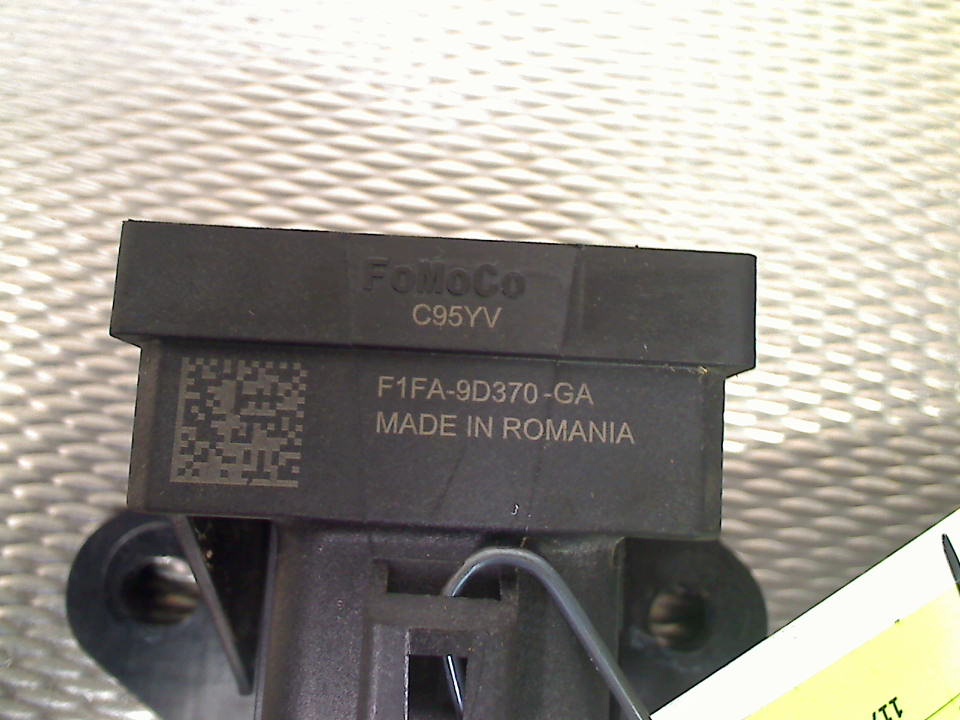 FoMoCo
C95YV
F1FA-9D370-GA
MADE IN ROMANIA